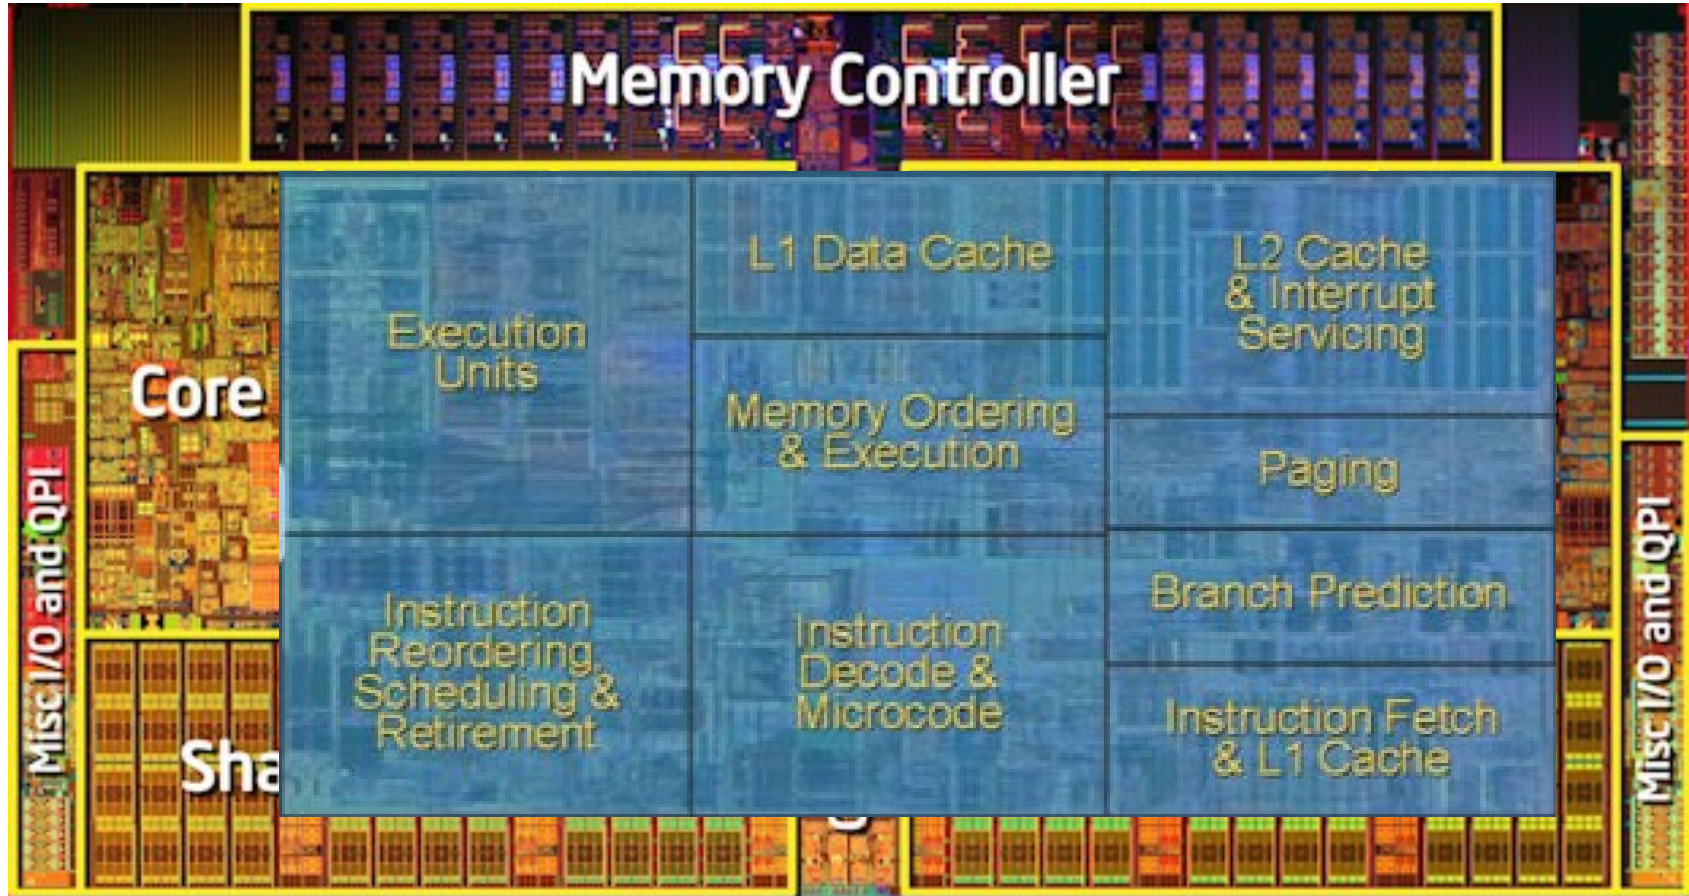 Memory Controller
Core
Misc I/O and QPI
Sha
Execution
Units
L1 Data Cache
L2 Cache
& Interrupt
Servicing
Memory Ordering
& Execution
Paging
Instruction
Reordering,
Scheduling &
Retirement
Instruction
Decode &
Microcode
Branch Prediction
Instruction Fetch
& L1 Cache
Misc I/O and QPI